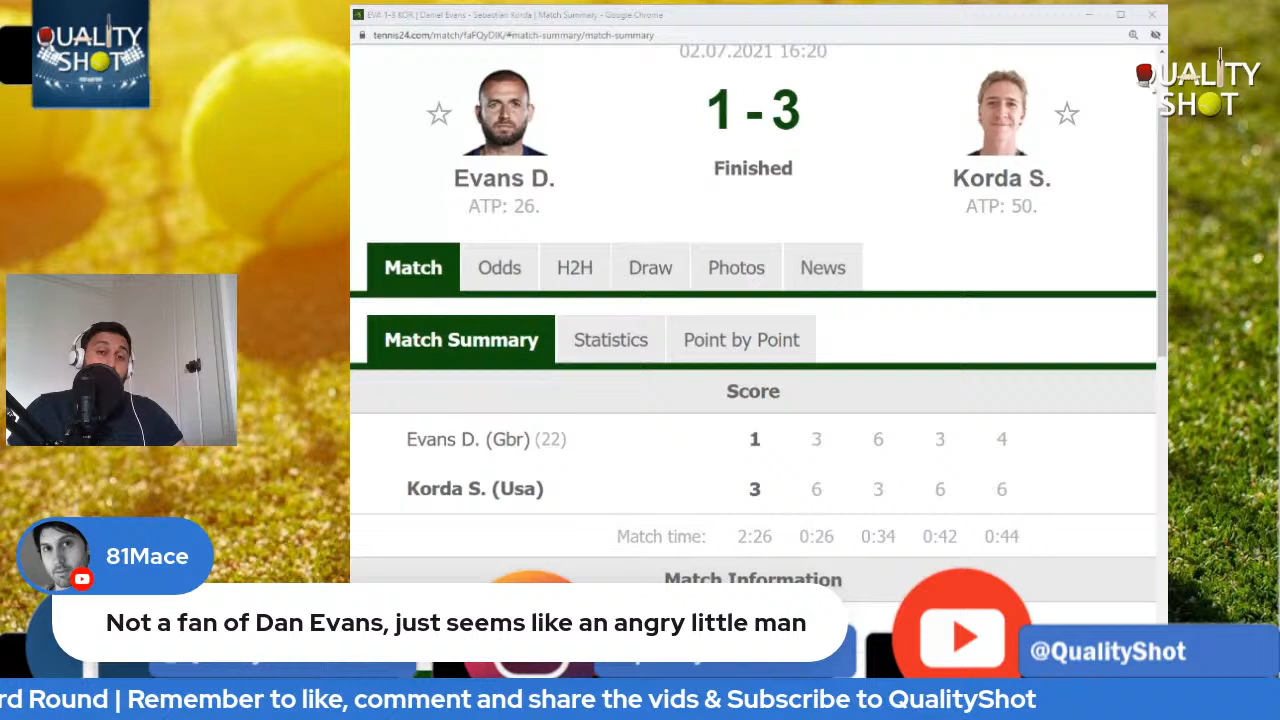 QUALITY
SHOT
EVA 1-3 KOR | Daniel Evans - Sebastian Korda | Match Summary - Google Chrome
tennis24.com/match/faFQyDIK/#match-summary/match-summary
02.07.2021 16:20
QUALITY
SHOT
1 - 3
Finished
Evans D.
Korda S.
ATP: 26.
ATP: 50.
Match Odds H2H Draw Photos News
Match Summary Statistics Point by Point
Score
Evans D. (Gbr) (22) 1 3 6 3 4
Korda S. (Usa) 3 6 3 6 6
Match time: 2:26 0:26 0:34 0:42 0:44
Match Information
81Mace
Not a fan of Dan Evans, just seems like an angry little man
@QualityShot
rd Round | Remember to like, comment and share the vids & Subscribe to QualityShot